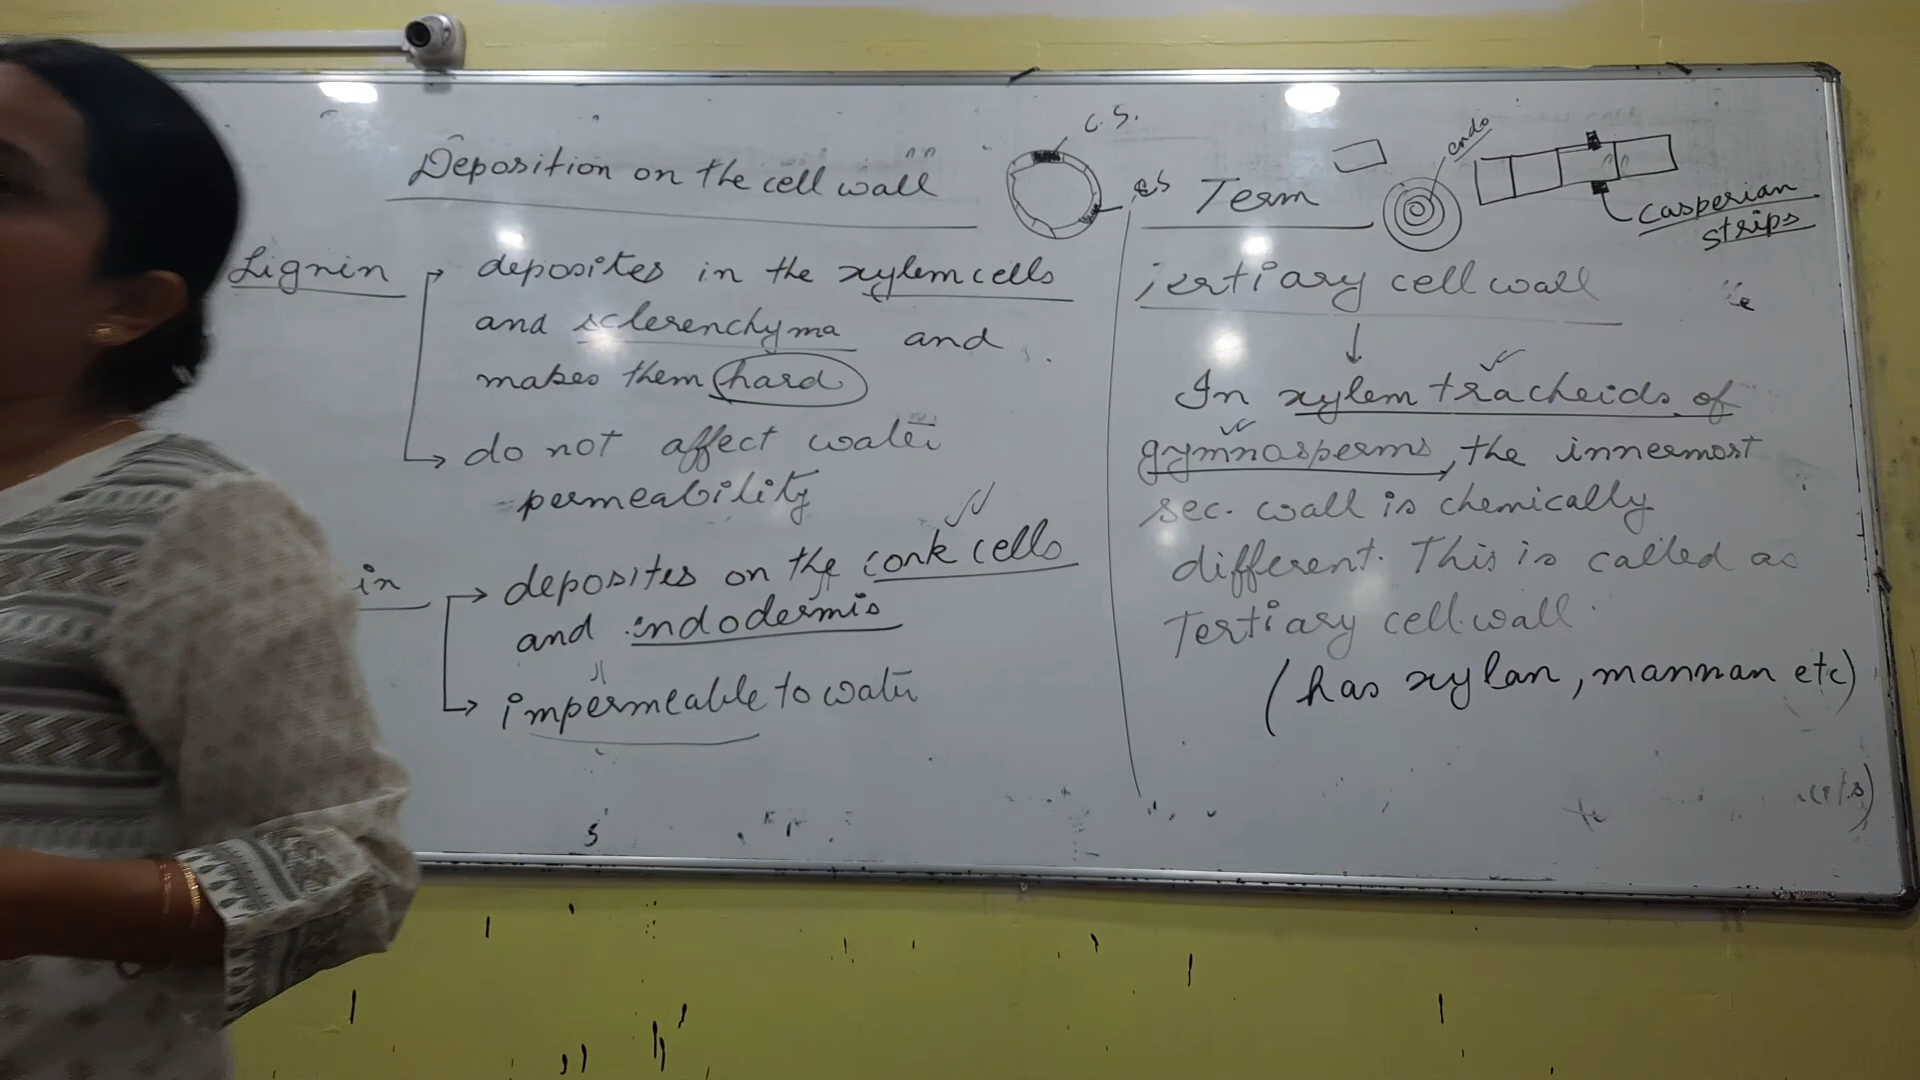 Deposition on the cell wall
C.S.
Lignin
deposites in the xylem cells
and sclerenchyma and
makes them hard
do not affect water
permeability
in
deposites on the cork cells
and endodermis
impermeable to water
s
Term
endo
casperian
strips
Tertiary cell wall
In xylem tracheids of
gymnosperms, the innermost
sec. wall is chemically
different. This is called as
Tertiary cell wall.
(has xylan, mannan etc)